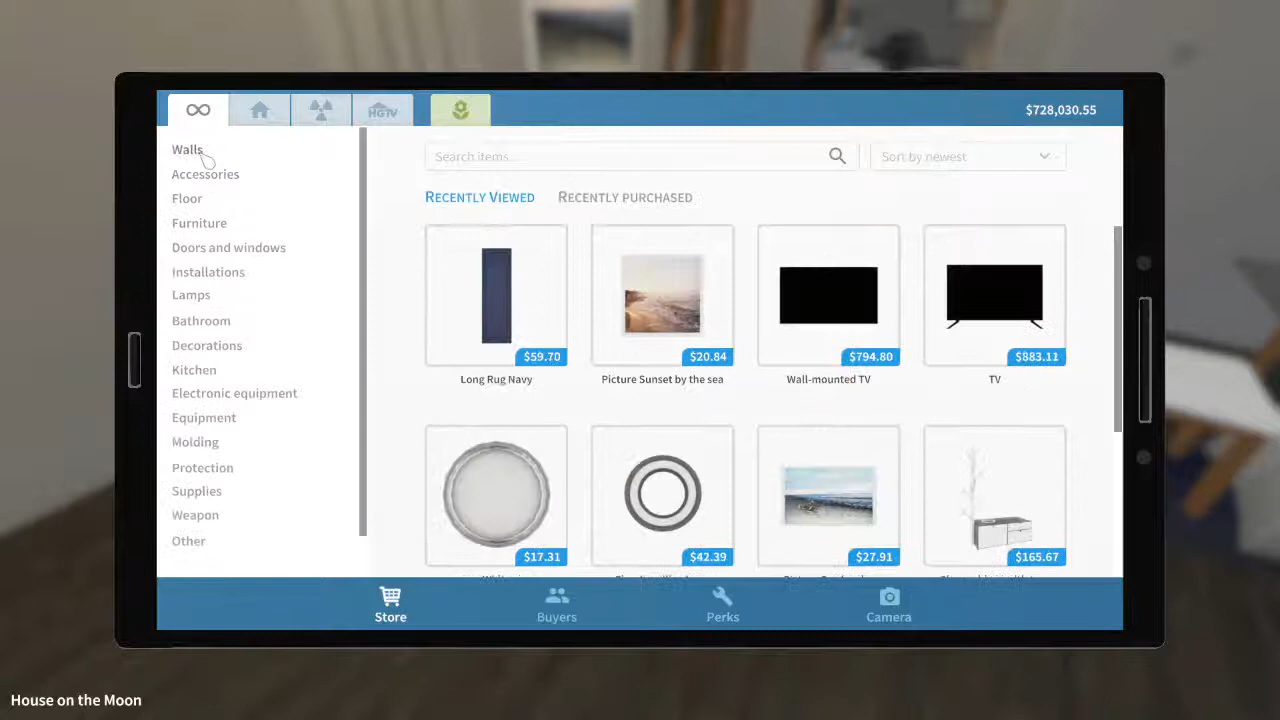 HGTV
$728,030.55
Walls
Accessories
Floor
Furniture
Doors and windows
Installations
Lamps
Bathroom
Decorations
Kitchen
Electronic equipment
Equipment
Molding
Protection
Supplies
Weapon
Other
Search items...
Sort by newest
RECENTLY VIEWED
RECENTLY PURCHASED
$59.70
$20.84
$794.80
$883.11
Long Rug Navy
Picture Sunset by the sea
Wall-mounted TV
TV
$17.31
$42.39
$27.91
$165.67
Store
Buyers
Perks
Camera
House on the Moon